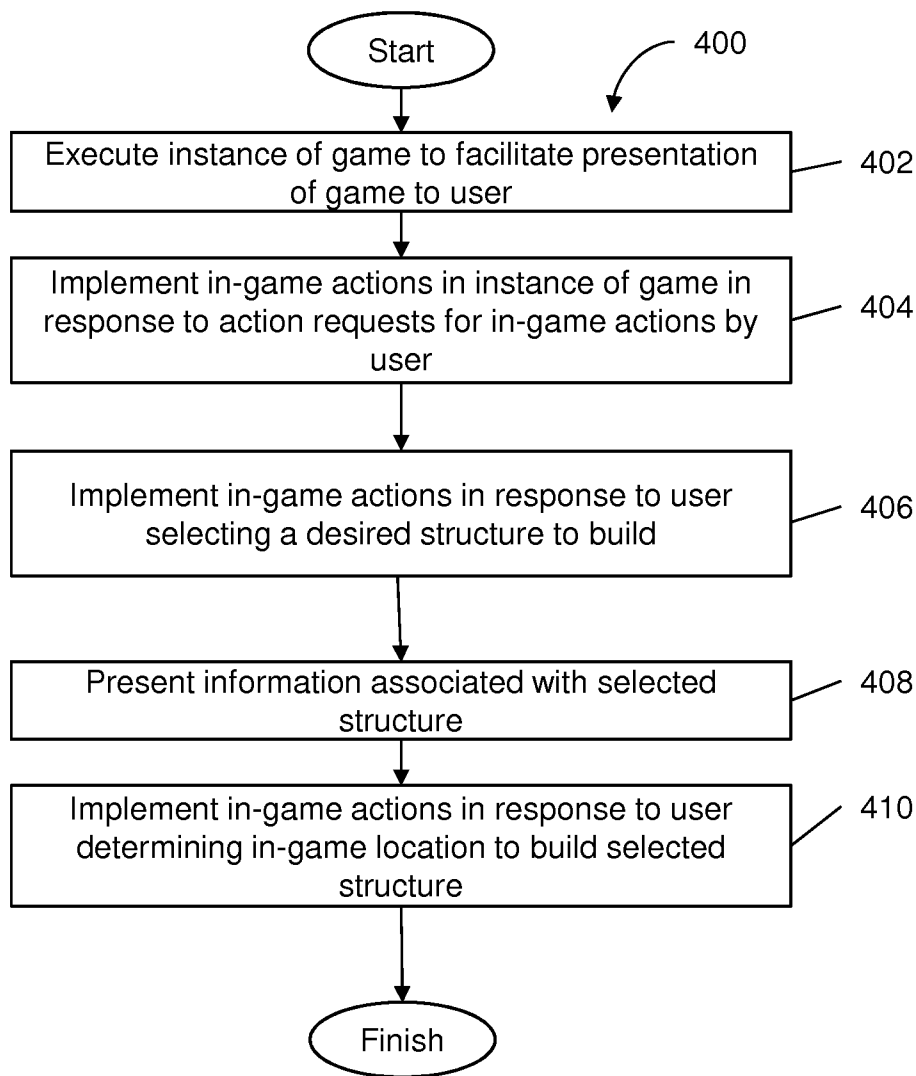 Start
400
Execute instance of game to facilitate presentation
of game to user
402
Implement in-game actions in instance of game in
response to action requests for in-game actions by
user
404
Implement in-game actions in response to user
selecting a desired structure to build
406
Present information associated with selected
structure
408
Implement in-game actions in response to user
determining in-game location to build selected
structure
410
Finish